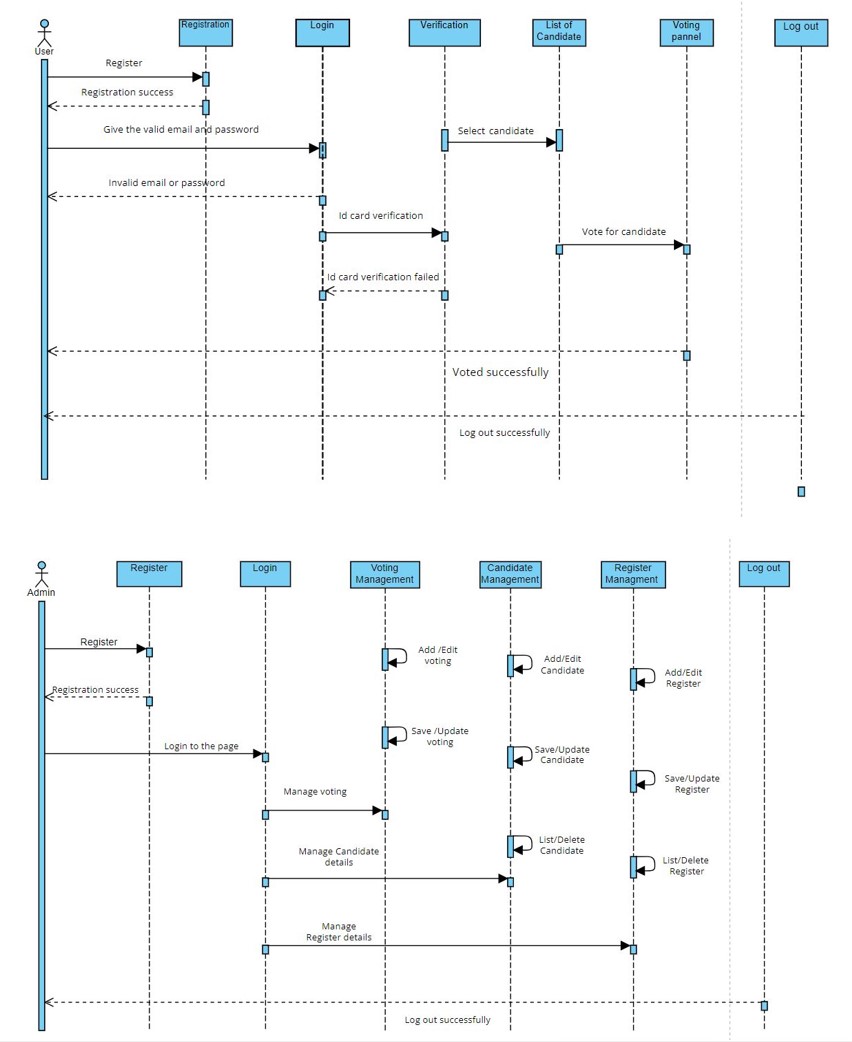 Registration
Login
Verification
List of
Candidate
Voting
pannel
Log out
User
Register
Registration success
Give the valid email and password
Select candidate
Invalid email or password
Id card verification
Vote for candidate
Id card verification failed
Voted successfully
Log out successfully
Register
Login
Voting
Management
Candidate
Management
Register
Managment
Log out
Admin
Register
Add /Edit
voting
Add/Edit
Candidate
Add/Edit
Register
Registration success
Save /Update
voting
Login to the page
Save/Update
Candidate
Save/Update
Register
Manage voting
List/Delete
Candidate
Manage Candidate
details
List/Delete
Register
Manage
Register details
Log out successfully